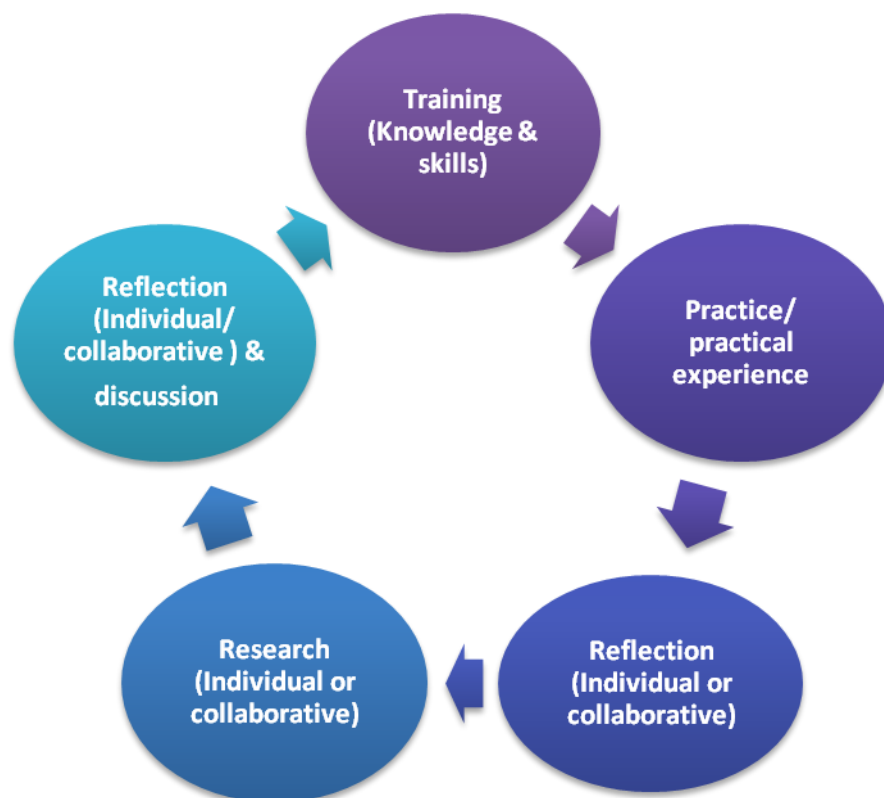 Training
(Knowledge &
skills)
Practice/
practical
experience
Reflection
(Individual or
collaborative)
Research
(Individual or
collaborative)
Reflection
(Individual/
collaborative ) &
discussion